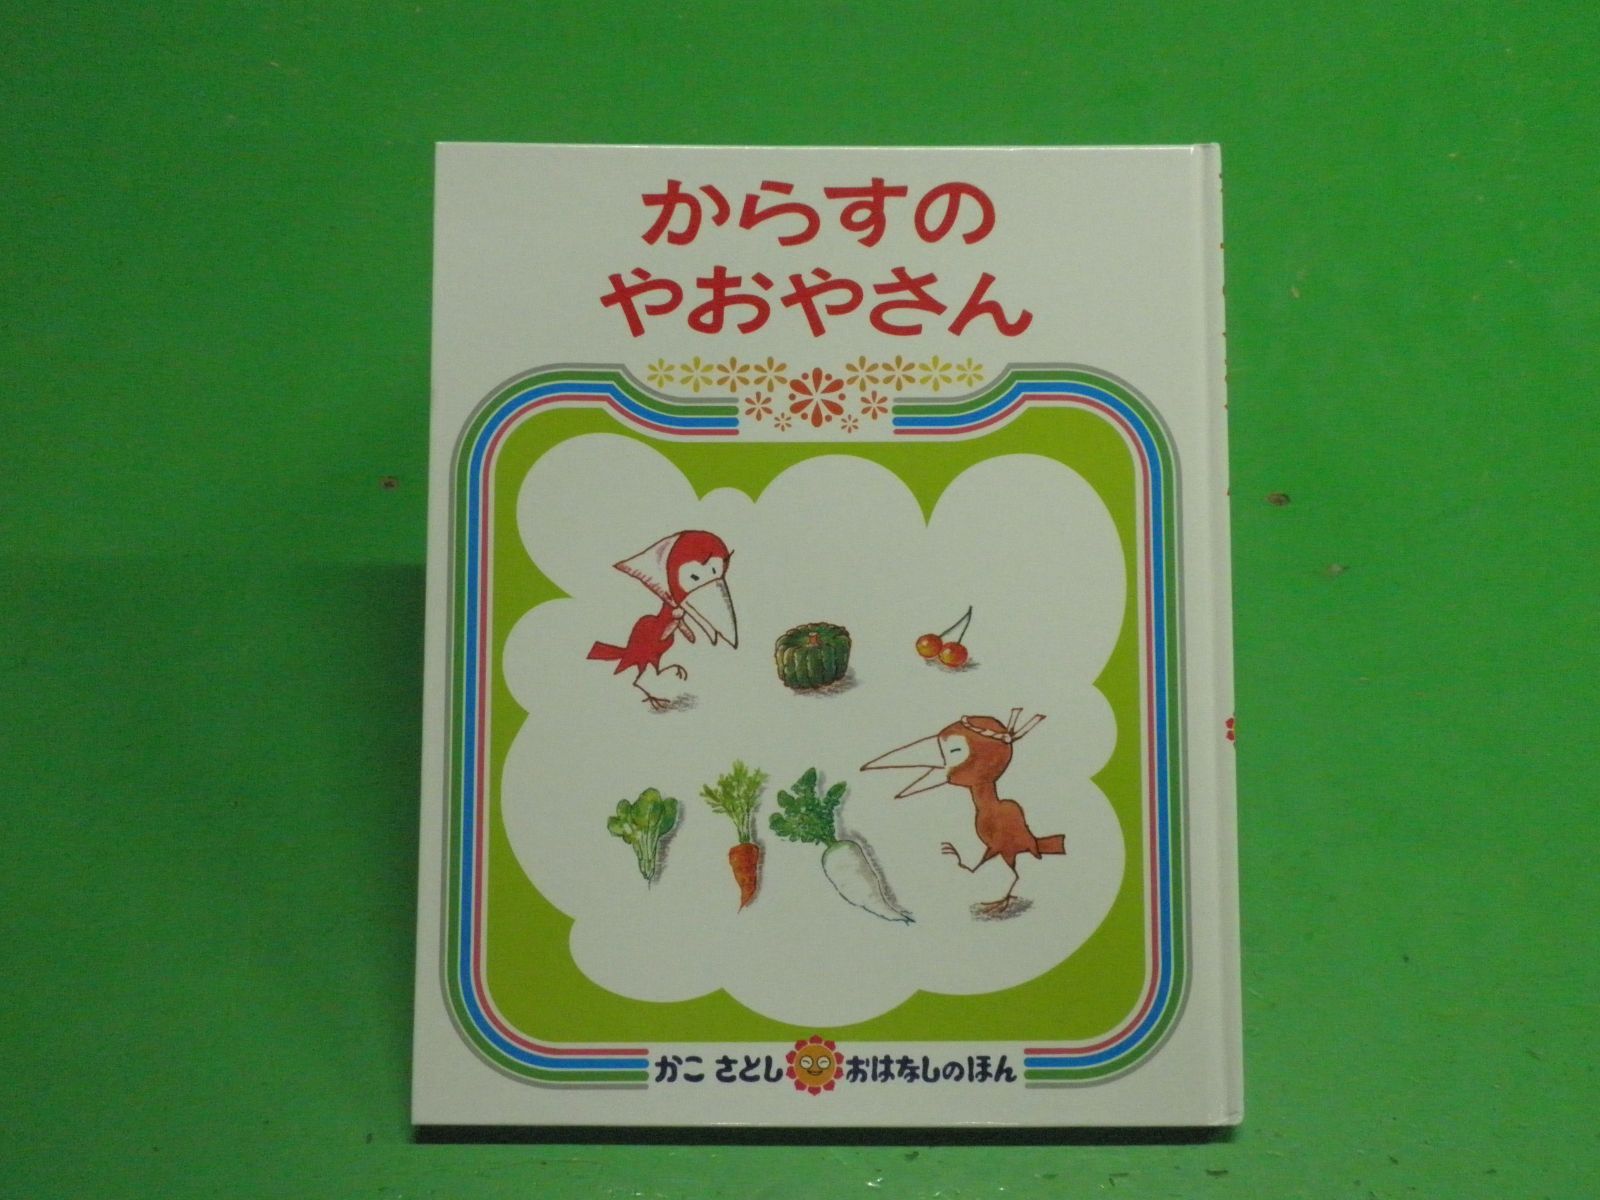 からすの
やおやさん
かこ さとし おはなしのほん